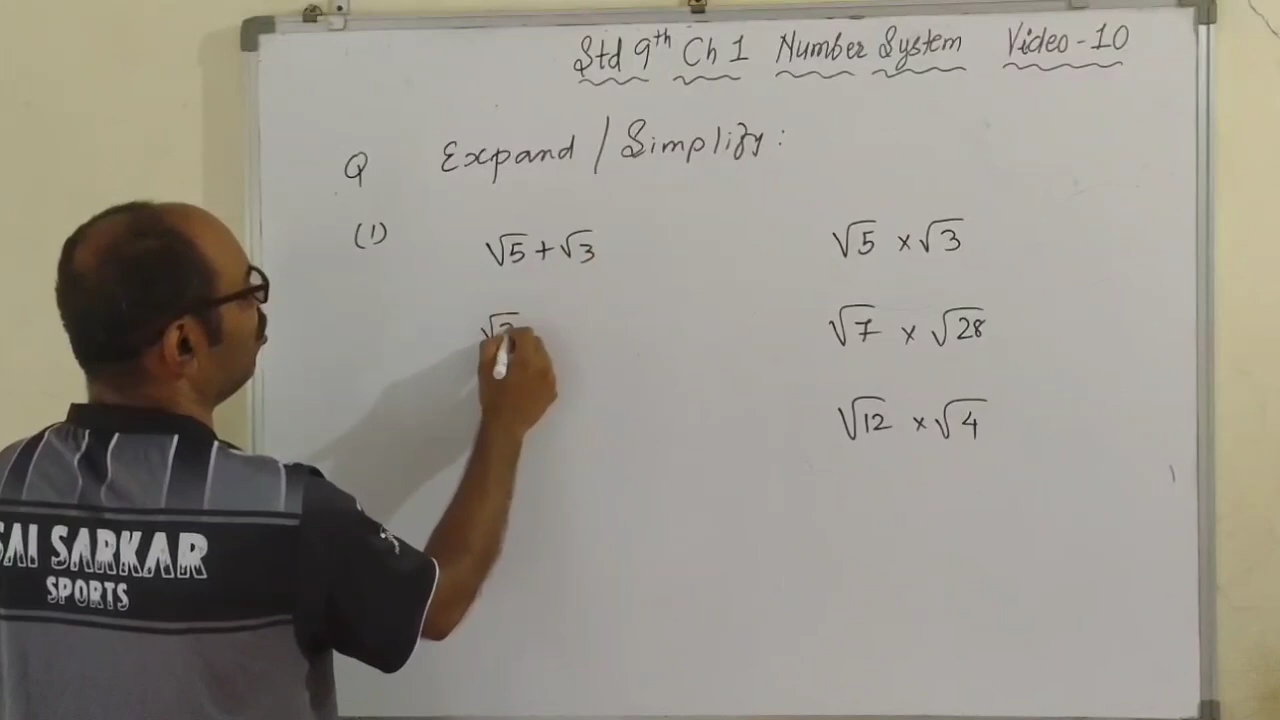 Std 9th Ch 1 Number System Video-10
Q Expand / Simplify:
(1) √5 + √3 √5 × √3
√7 × √28
√12 × √4
SAI SARKAR
SPORTS